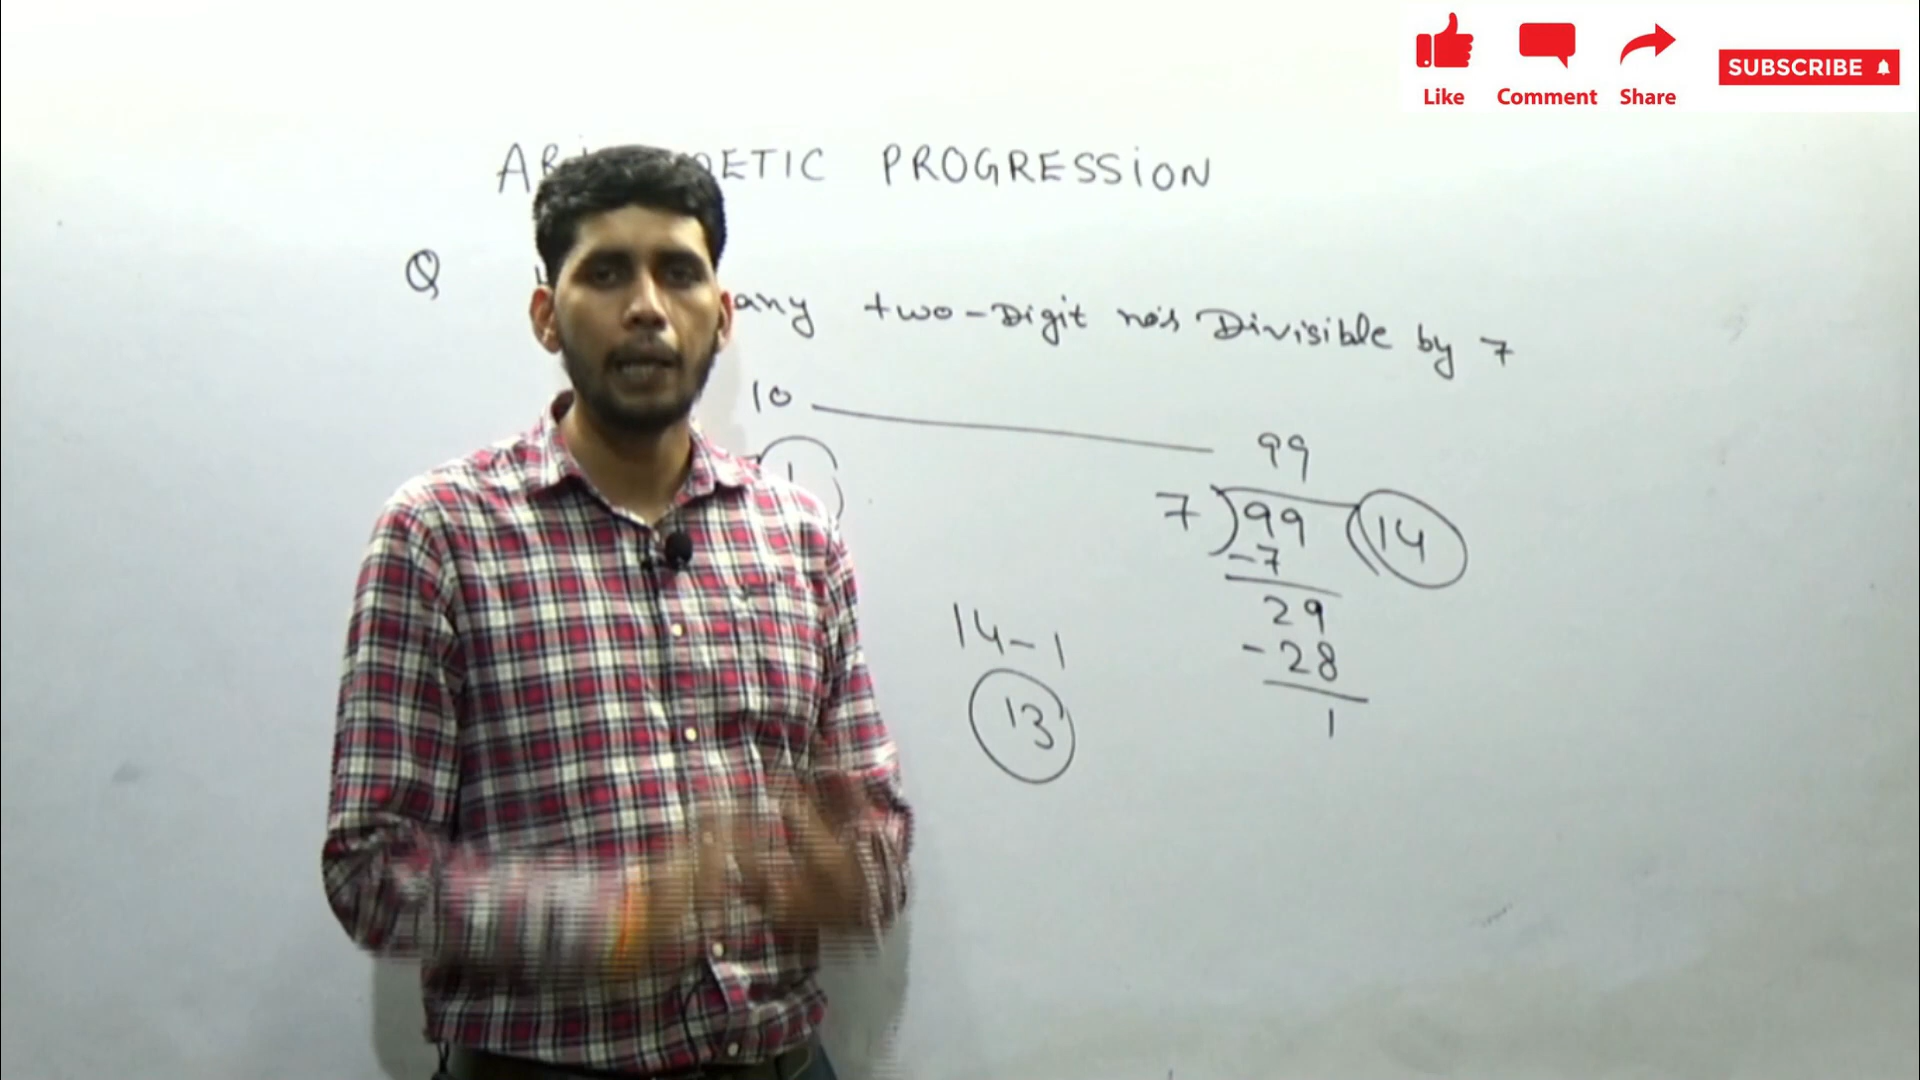 Like Comment Share SUBSCRIBE
ETIC PROGRESSION
Q any two-Digit no's Divisible by 7
10 99
7)99(14
-7
29
-28
1
14-1
13